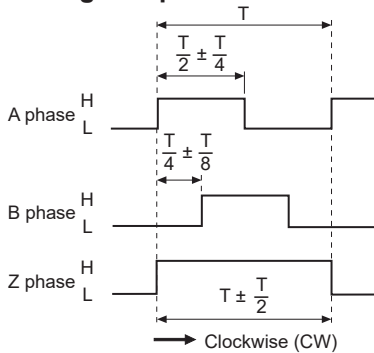 T
T/2 ± T/4
A phase H
L
T/4 ± T/8
B phase H
L
Z phase H
L
T ± T/2
Clockwise (CW)